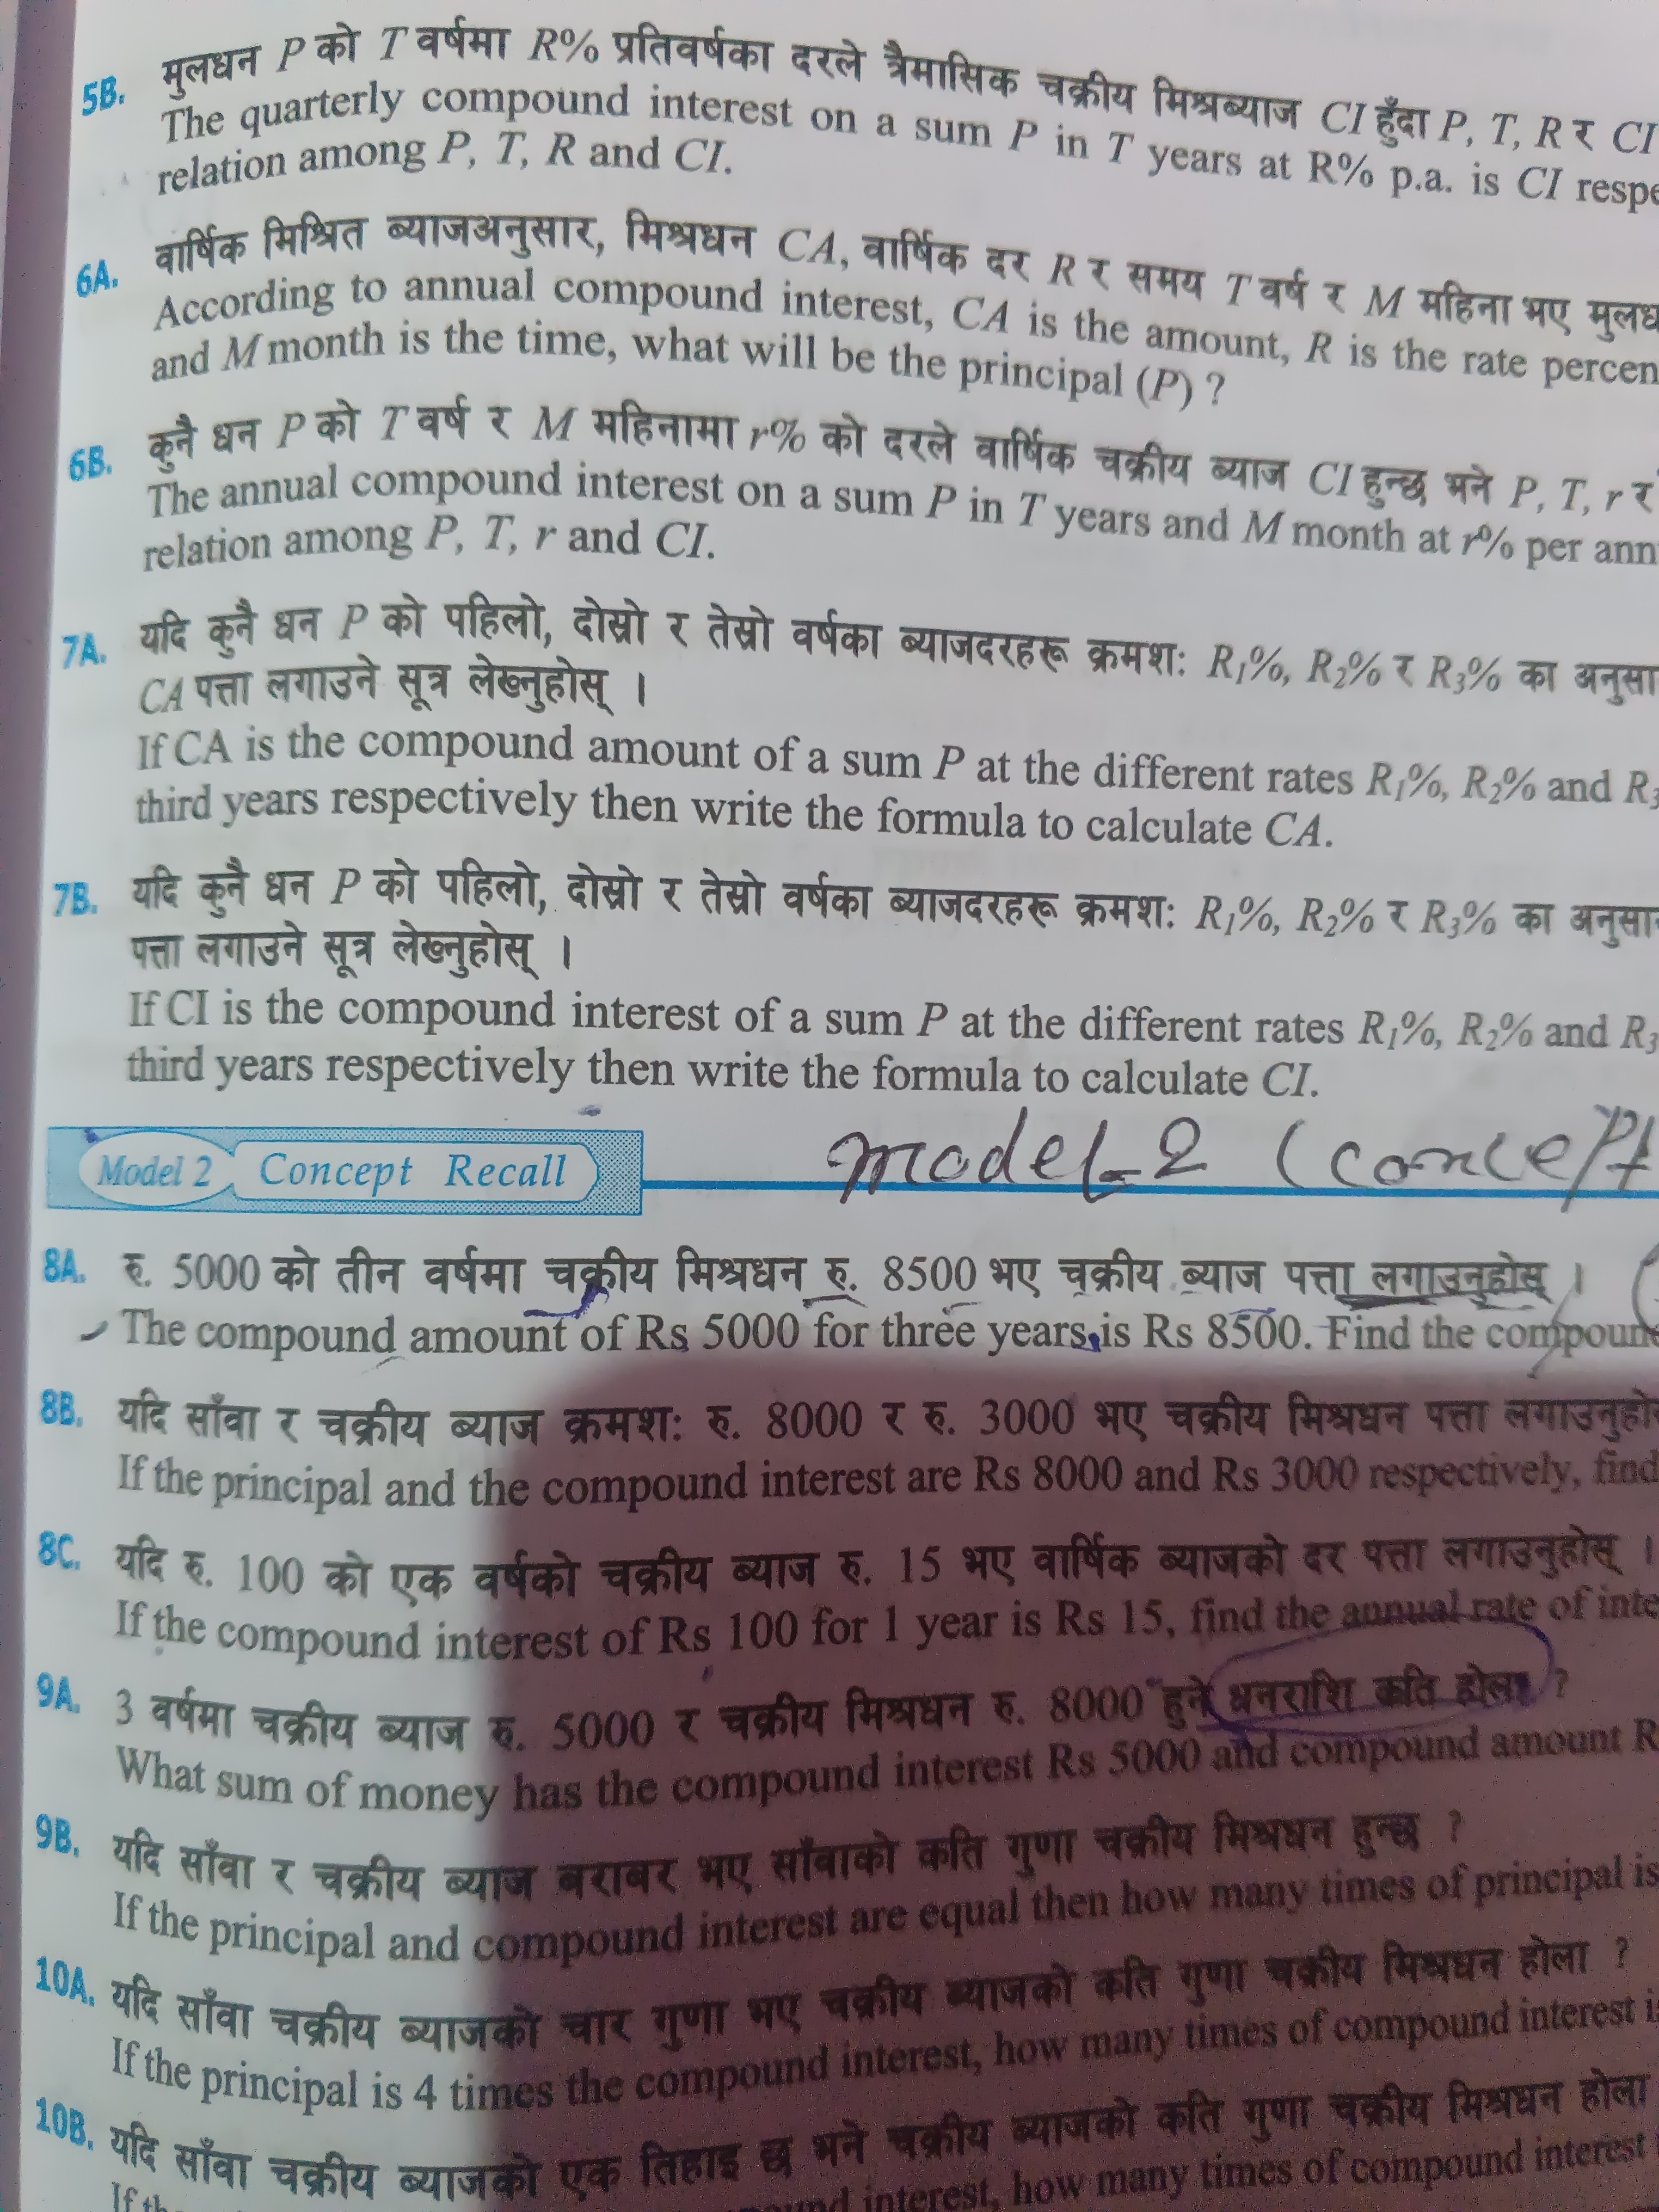 5B. मुलधन P को T वर्षमा R% प्रतिवर्षका दरले त्रैमासिक चक्रीय मिश्रब्याज CI हुँदा P, T, R र CI
The quarterly compound interest on a sum P in T years at R% p.a. is CI respe
relation among P, T, R and CI.
6A. वार्षिक मिश्रित ब्याजअनुसार, मिश्रधन CA, वार्षिक दर R र समय T वर्ष र M महिना भए मुलध
According to annual compound interest, CA is the amount, R is the rate percen
and M month is the time, what will be the principal (P) ?
6B. कुनै धन P को T वर्ष र M महिनामा r% को दरले वार्षिक चक्रीय ब्याज CI हुन्छ भने P, T, r र
The annual compound interest on a sum P in T years and M month at r% per ann
relation among P, T, r and CI.
7A. यदि कुनै धन P को पहिलो, दोस्रो र तेस्रो वर्षका ब्याजदरहरू क्रमशः R₁%, R₂% र R₃% का अनुसा
CA पत्ता लगाउने सूत्र लेख्नुहोस् ।
If CA is the compound amount of a sum P at the different rates R₁%, R₂% and R₃
third years respectively then write the formula to calculate CA.
7B. यदि कुनै धन P को पहिलो, दोस्रो र तेस्रो वर्षका ब्याजदरहरू क्रमशः R₁%, R₂% र R₃% का अनुसा
पत्ता लगाउने सूत्र लेख्नुहोस् ।
If CI is the compound interest of a sum P at the different rates R₁%, R₂% and R₃
third years respectively then write the formula to calculate CI.
Model 2 Concept Recall model-2 (concept
8A. रु. 5000 को तीन वर्षमा चक्रीय मिश्रधन रु. 8500 भए चक्रीय ब्याज पत्ता लगाउनुहोस् ।
The compound amount of Rs 5000 for three years is Rs 8500. Find the compoun
8B. यदि साँवा र चक्रीय ब्याज क्रमशः रु. 8000 र रु. 3000 भए चक्रीय मिश्रधन पत्ता लगाउनुहो
If the principal and the compound interest are Rs 8000 and Rs 3000 respectively, find
8C. यदि रु. 100 को एक वर्षको चक्रीय ब्याज रु. 15 भए वार्षिक ब्याजको दर पत्ता लगाउनुहोस् ।
If the compound interest of Rs 100 for 1 year is Rs 15, find the annual rate of inte
9A. 3 वर्षमा चक्रीय ब्याज रु. 5000 र चक्रीय मिश्रधन रु. 8000 हुने धनराशि कति होला ?
What sum of money has the compound interest Rs 5000 and compound amount R
9B. यदि साँवा र चक्रीय ब्याज बराबर भए साँवाको कति गुणा चक्रीय मिश्रधन हुन्छ ?
If the principal and compound interest are equal then how many times of principal is
10A. यदि साँवा चक्रीय ब्याजको चार गुणा भए चक्रीय ब्याजको कति गुणा चक्रीय मिश्रधन होला ?
If the principal is 4 times the compound interest, how many times of compound interest i
10B. यदि साँवा चक्रीय ब्याजको एक तिहाइ छ भने चक्रीय ब्याजको कति गुणा चक्रीय मिश्रधन होला
interest, how many times of compound interest